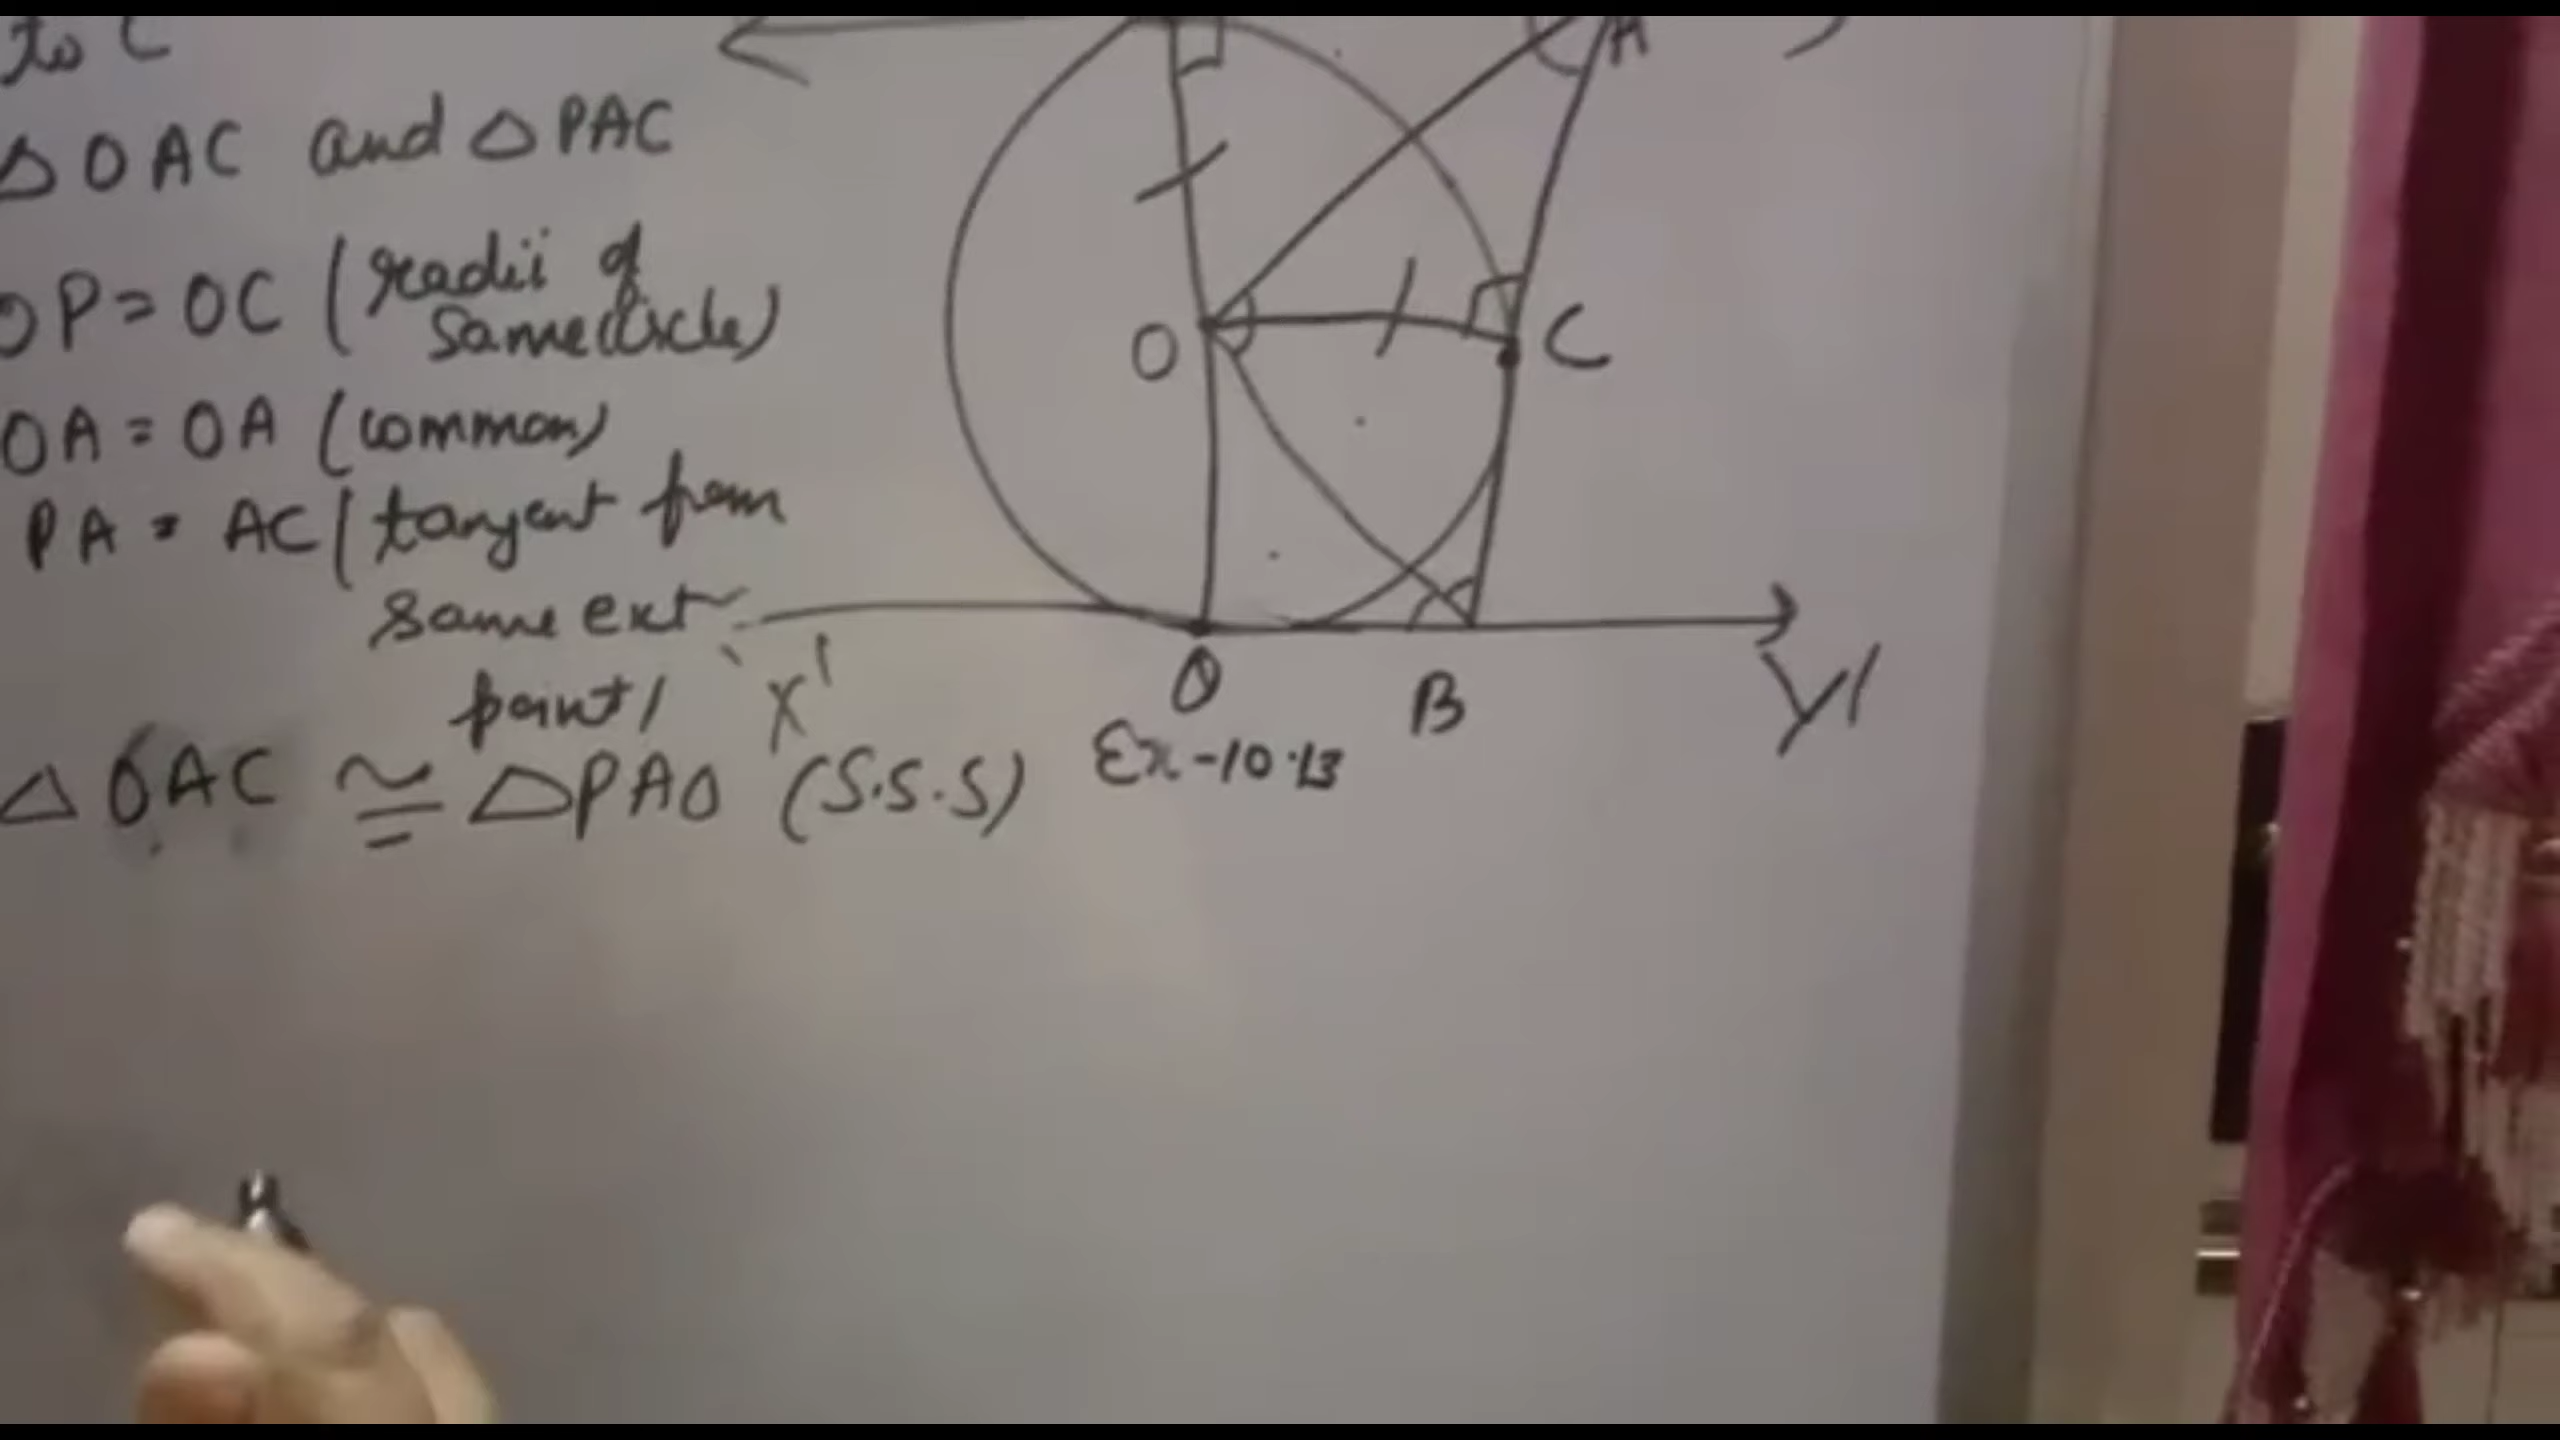 to C
△OAC and △PAC
OP = OC (radii of
same circle)
OA = OA (common)
PA = AC (tangent from
same ext
point)
△OAC ≅ △PAO (S.S.S)
A
O
C
X'
Q
B
Y'
Ex-10.13